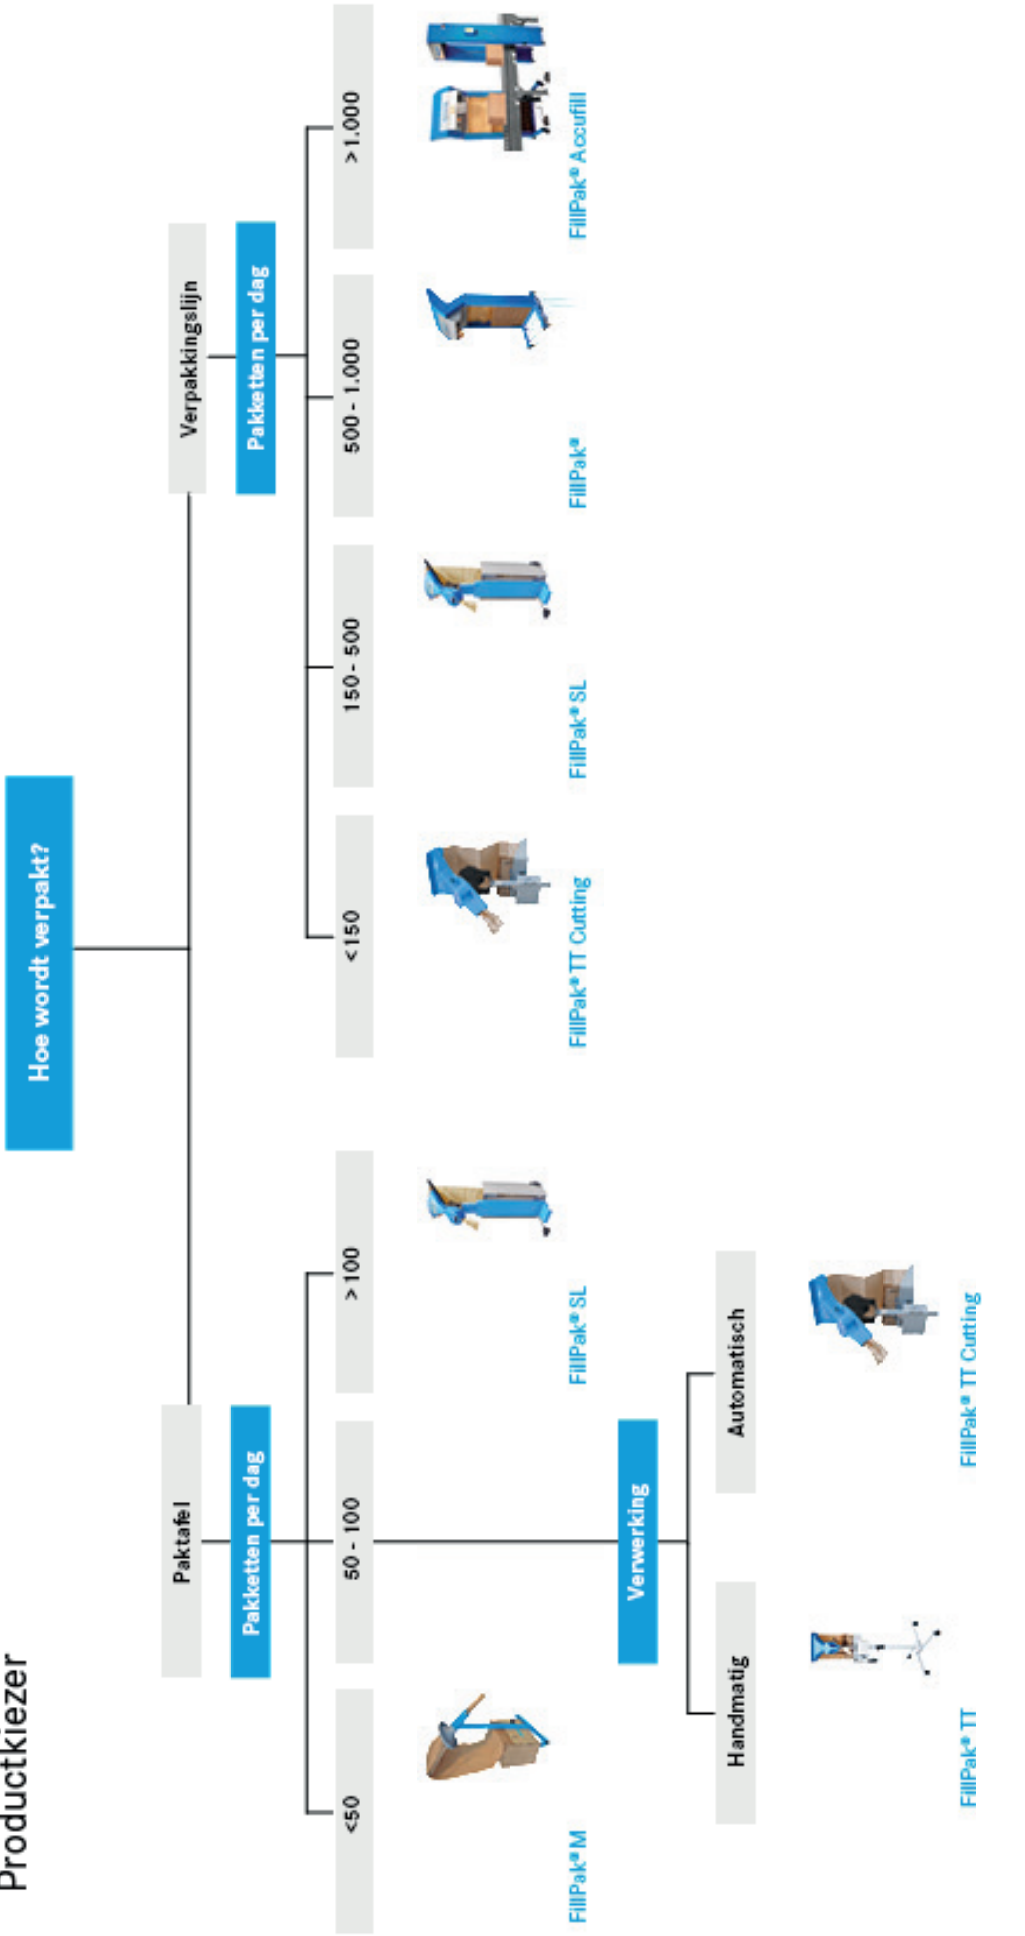 Productkiezer
Hoe wordt verpakt?
Paktafel
Verpakkingslijn
Pakketten per dag
Pakketten per dag
<50
50 - 100
>100
<150
150 - 500
500 - 1.000
>1.000
FillPak® M
FillPak® SL
FillPak® TT Cutting
FillPak® SL
FillPak®
FillPak® Accufill
Verwerking
Handmatig
Automatisch
FillPak® TT
FillPak® TT Cutting